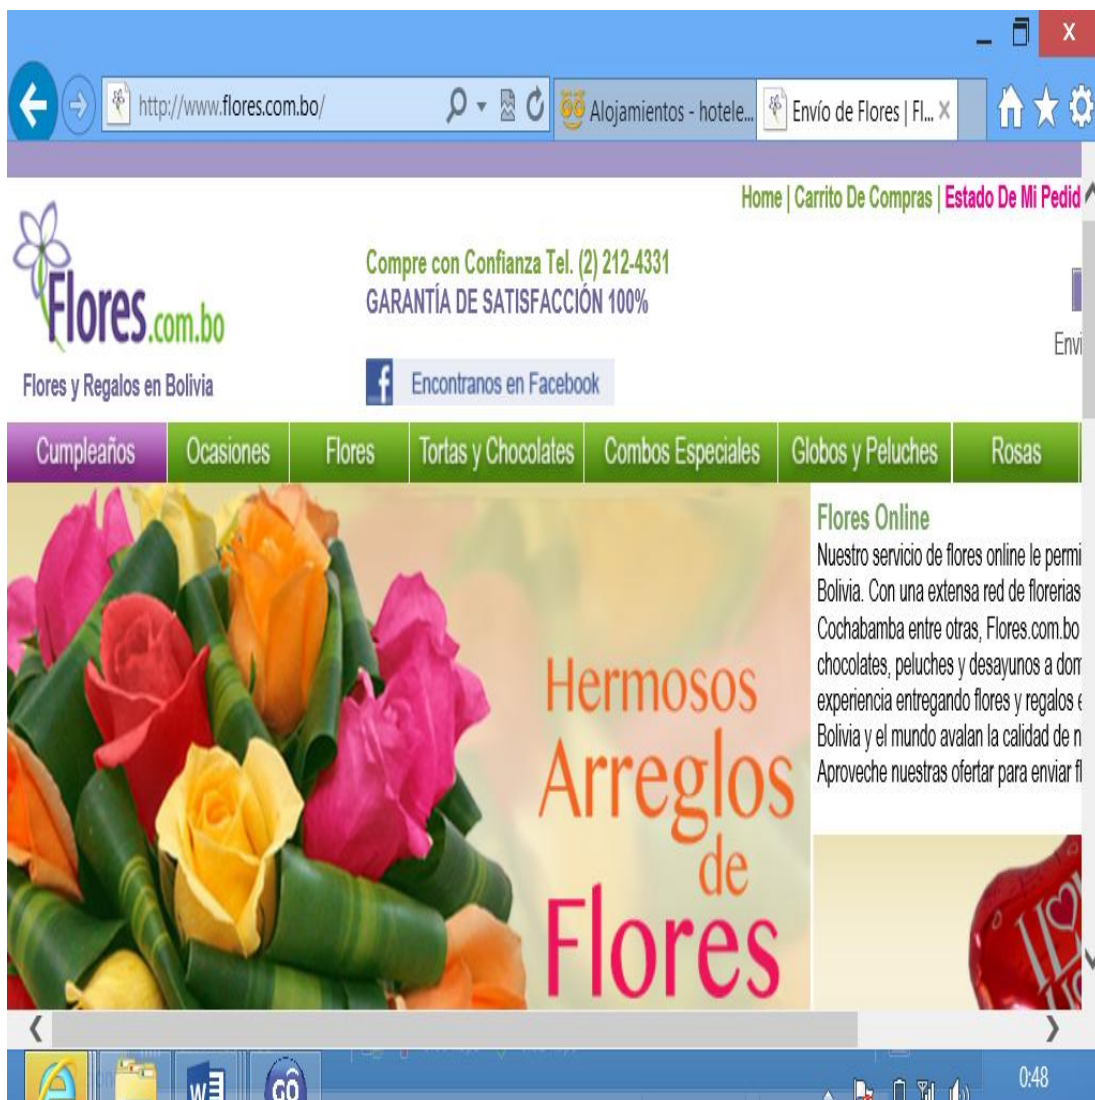 X
http://www.flores.com.bo/
Alojamientos - hotele...
Envío de Flores | Fl...
Home | Carrito De Compras | Estado De Mi Pedid
Flores.com.bo
Flores y Regalos en Bolivia
Compre con Confianza Tel. (2) 212-4331
GARANTÍA DE SATISFACCIÓN 100%
Envi
f Encontranos en Facebook
Cumpleaños Ocasiones Flores Tortas y Chocolates Combos Especiales Globos y Peluches Rosas
Hermosos
Arreglos
de
Flores
Flores Online
Nuestro servicio de flores online le permi
Bolivia. Con una extensa red de florerias
Cochabamba entre otras, Flores.com.bo
chocolates, peluches y desayunos a dom
experiencia entregando flores y regalos e
Bolivia y el mundo avalan la calidad de n
Aproveche nuestras ofertar para enviar fl
I
GO
0:48